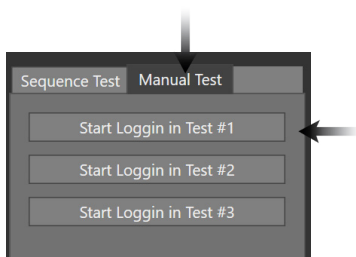 Sequence Test Manual Test
Start Loggin in Test #1
Start Loggin in Test #2
Start Loggin in Test #3